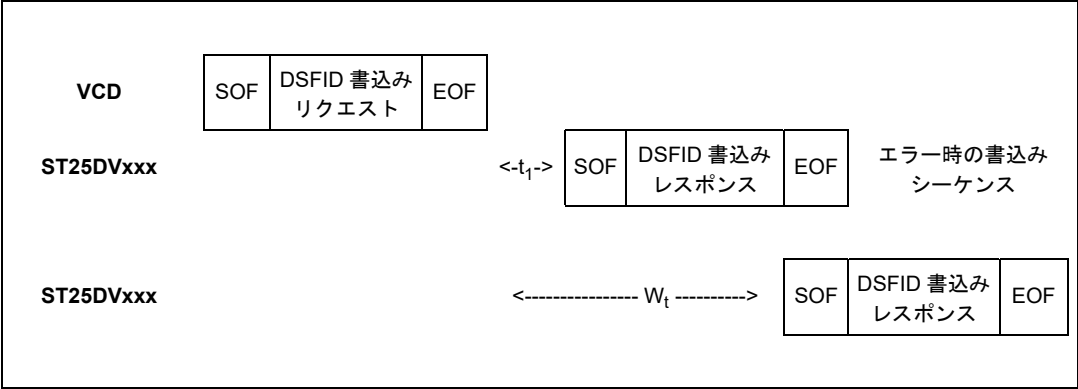 VCD SOF DSFID 書込み リクエスト EOF
ST25DVxxx <-t1-> SOF DSFID 書込み レスポンス EOF エラー時の書込み シーケンス
ST25DVxxx <---------------- Wt ----------> SOF DSFID 書込み レスポンス EOF